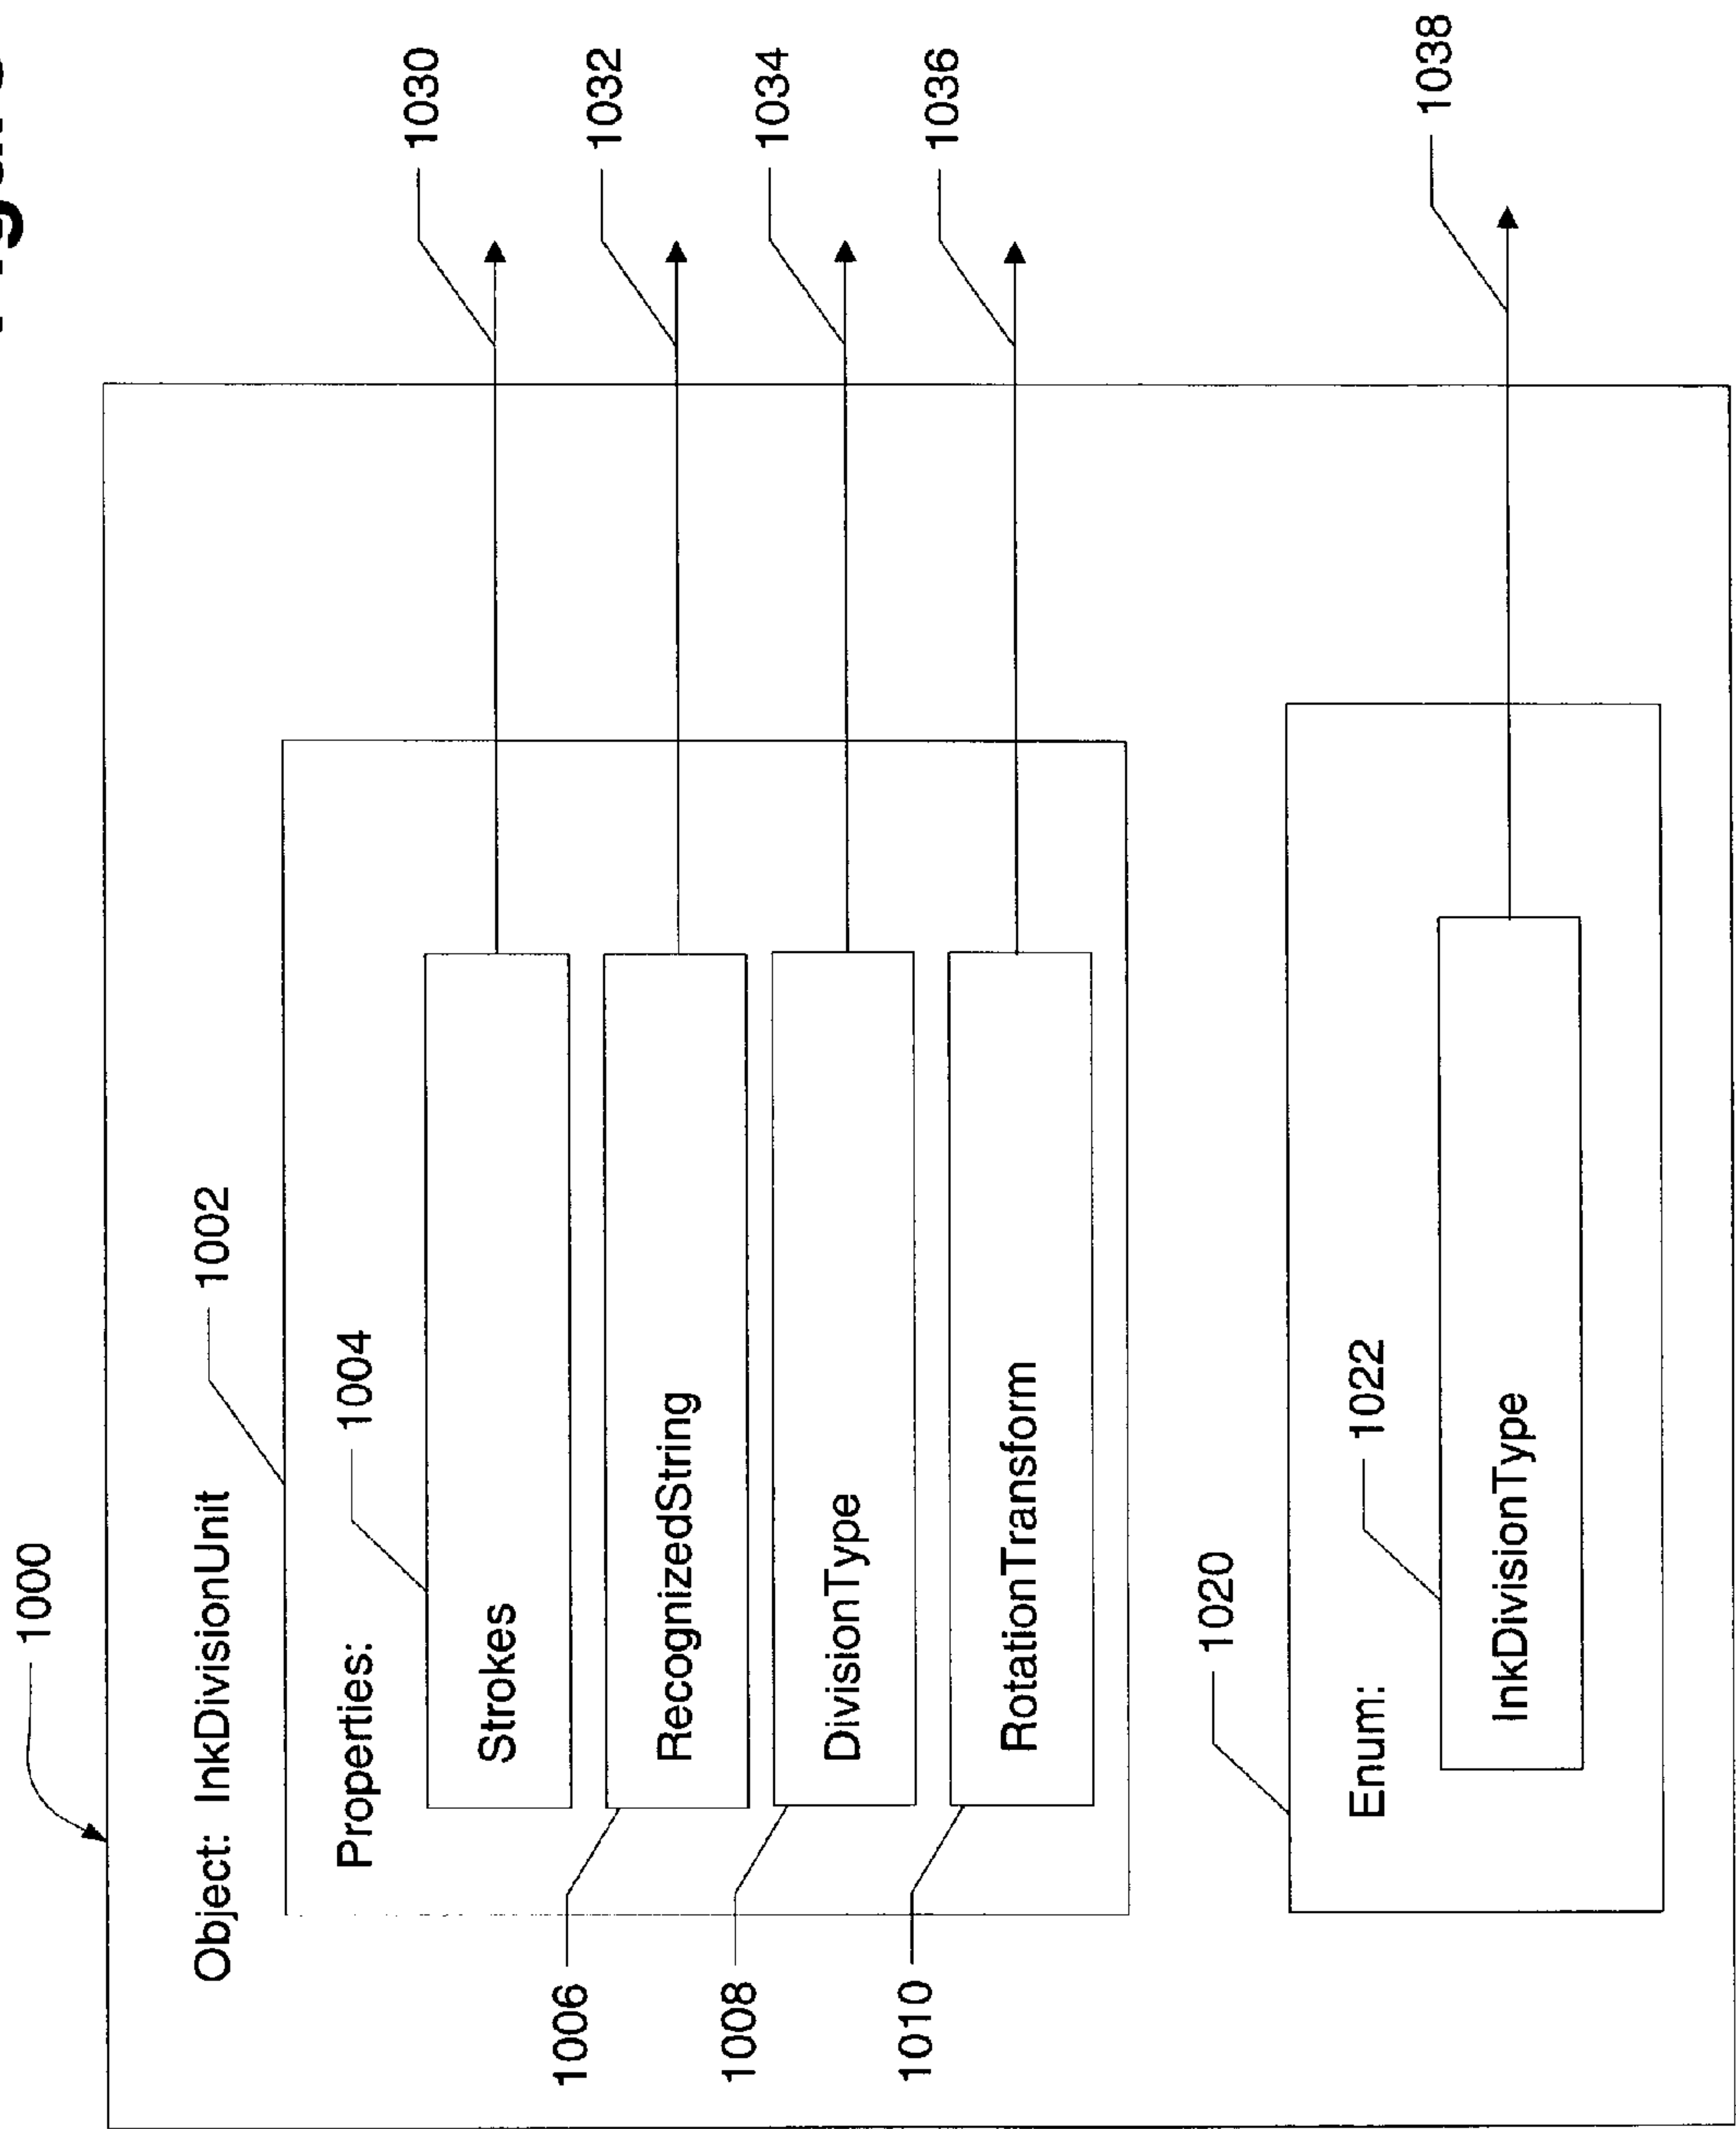 1000
Object: InkDivisionUnit
1002
Properties:
1004
Strokes
1030
1006
RecognizedString
1032
1008
DivisionType
1034
1010
RotationTransform
1036
1020
Enum:
1022
InkDivisionType
1038